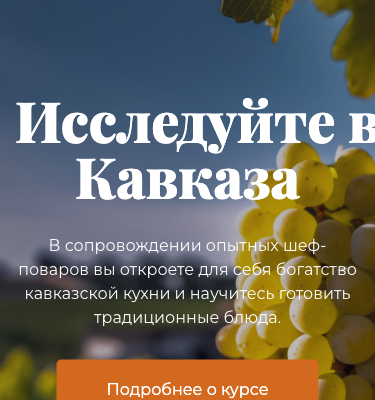 Исследуйте в
Кавказа
В сопровождении опытных шеф-
поваров вы откроете для себя богатство
кавказской кухни и научитесь готовить
традиционные блюда.
Подробнее о курсе